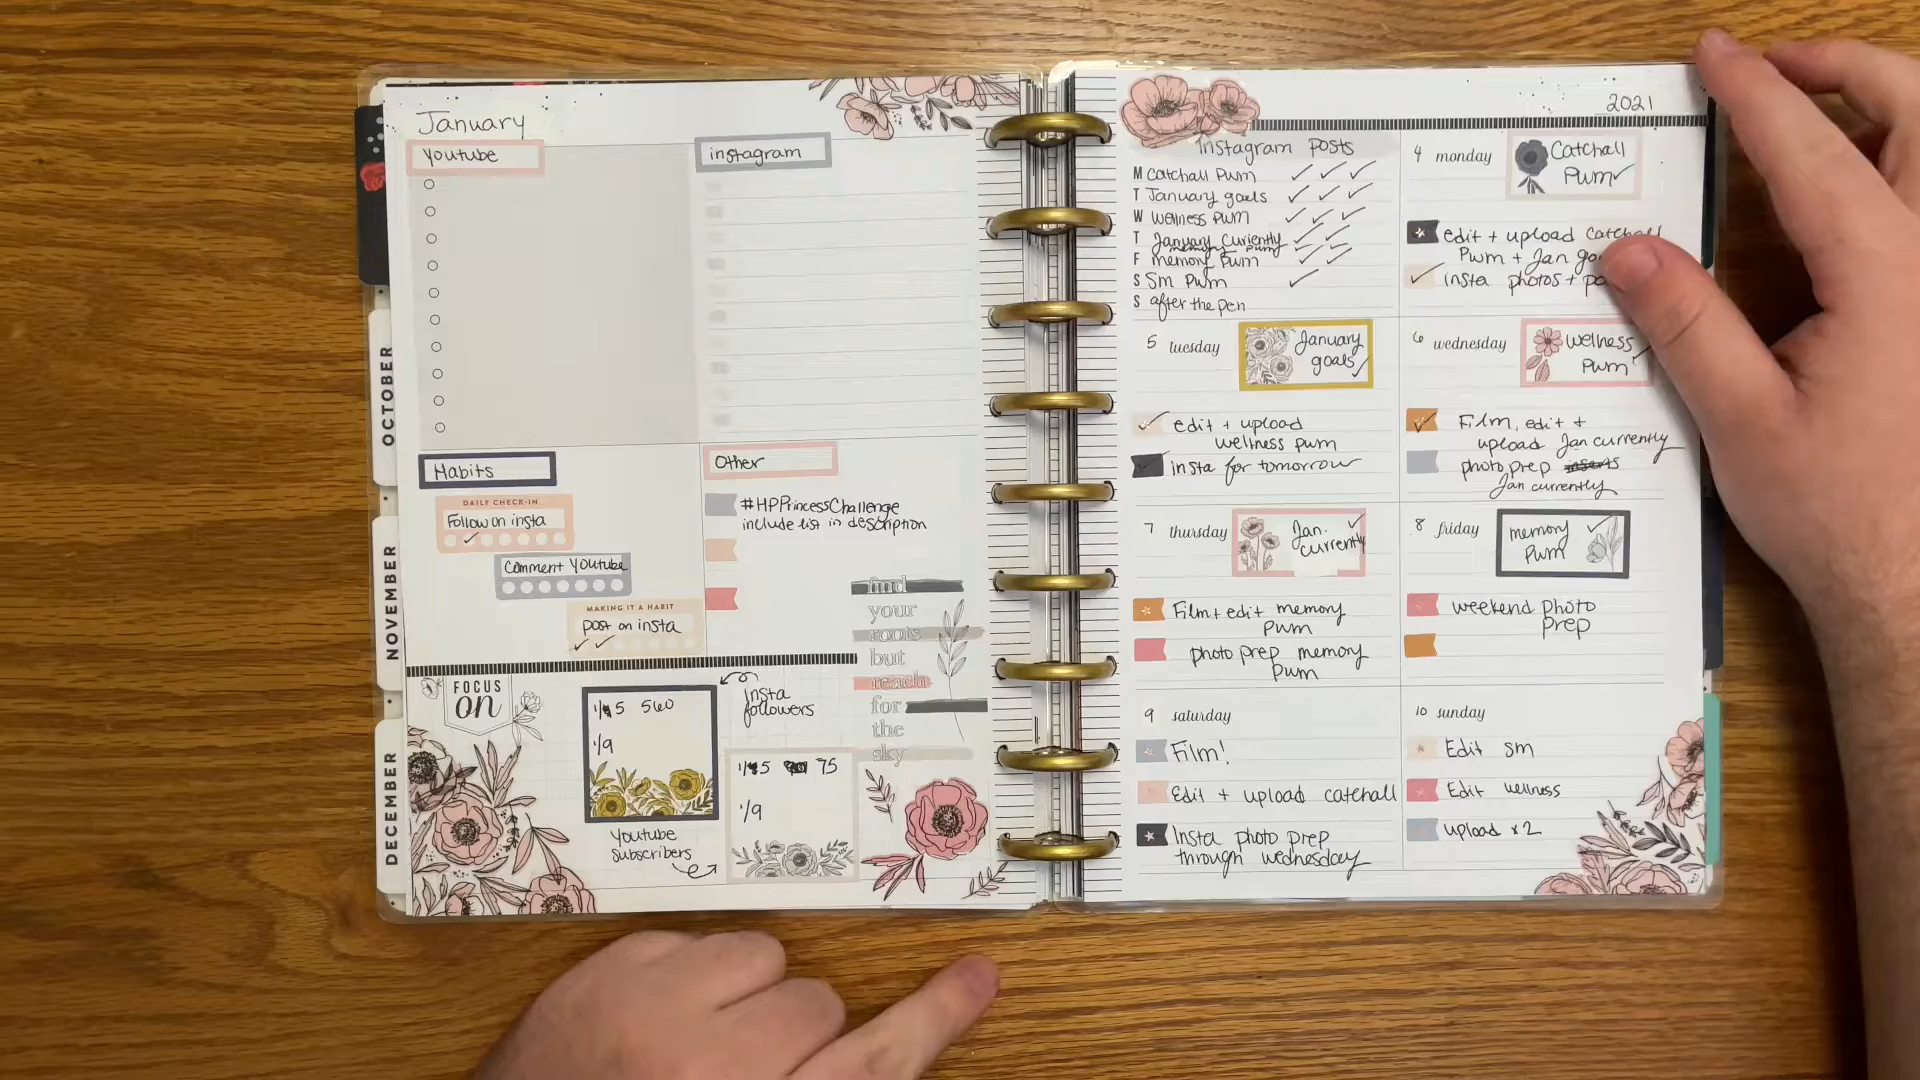 January
Youtube
instagram
Habits
DAILY CHECK-IN
Follow on insta
Comment Youtube
MAKING IT A HABIT
post on insta
Other
#HPPrincessChallenge
include list in description
find
your
roots
but
reach
for
the
sky
FOCUS
on
1/5 560
1/9
Insta
followers
1/5 75
1/9
Youtube
subscribers
OCTOBER
NOVEMBER
DECEMBER
2021
Instagram posts
M Catchall Pwm
T January goals
W Wellness PWM
T January Curiently
memory pwm
F memory Pwm
S Sm Pwm
S after the pen
4 monday
Catchall
Pwm
edit + upload Catchall
Pwm + Jan
insta photos +
5 tuesday
January
goals
edit + upload
wellness pwm
insta for tomorrow
6 wednesday
Welness
Pwm
Film, edit +
upload Jan currently
photo prep
Jan currently
7 thursday
Jan.
currently
Film + edit memory
pwm
photo prep memory
pwm
8 friday
memory
pwm
weekend photo
prep
9 saturday
Film!
Edit + upload catchall
Insta photo prep
through wednesday
10 sunday
Edit sm
Edit wellness
upload x2